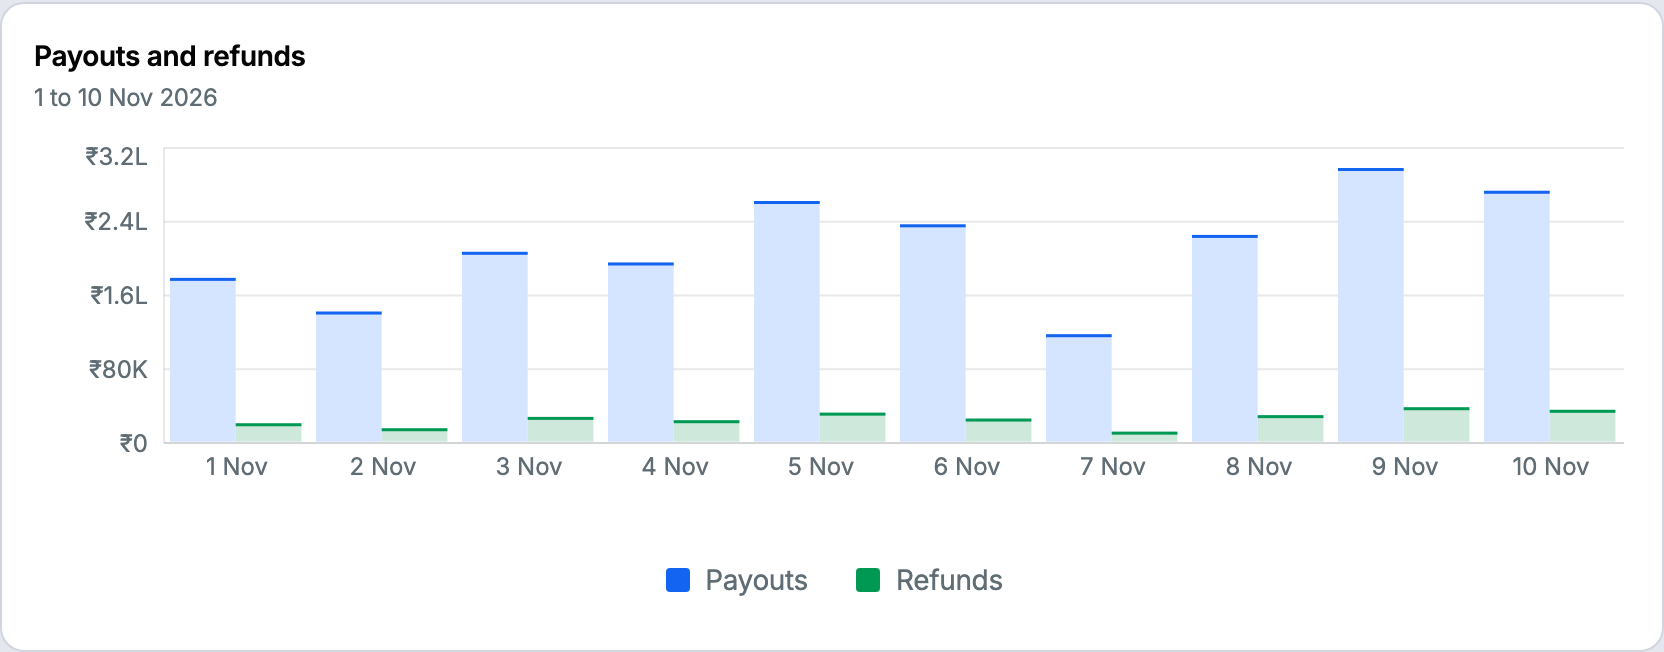 Payouts and refunds
1 to 10 Nov 2026
₹3.2L
₹2.4L
₹1.6L
₹80K
₹0
1 Nov 2 Nov 3 Nov 4 Nov 5 Nov 6 Nov 7 Nov 8 Nov 9 Nov 10 Nov
Payouts Refunds